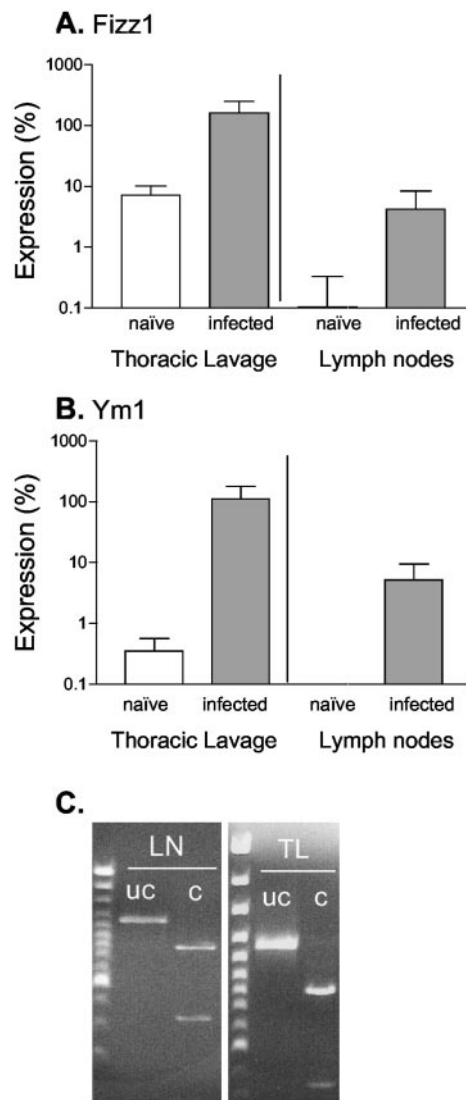 A. Fizz1
Expression (%)
1000
100
10
1
0.1
naïve infected naïve infected
Thoracic Lavage Lymph nodes
B. Ym1
Expression (%)
1000
100
10
1
0.1
naïve infected naïve infected
Thoracic Lavage Lymph nodes
C.
LN TL
uc c uc c